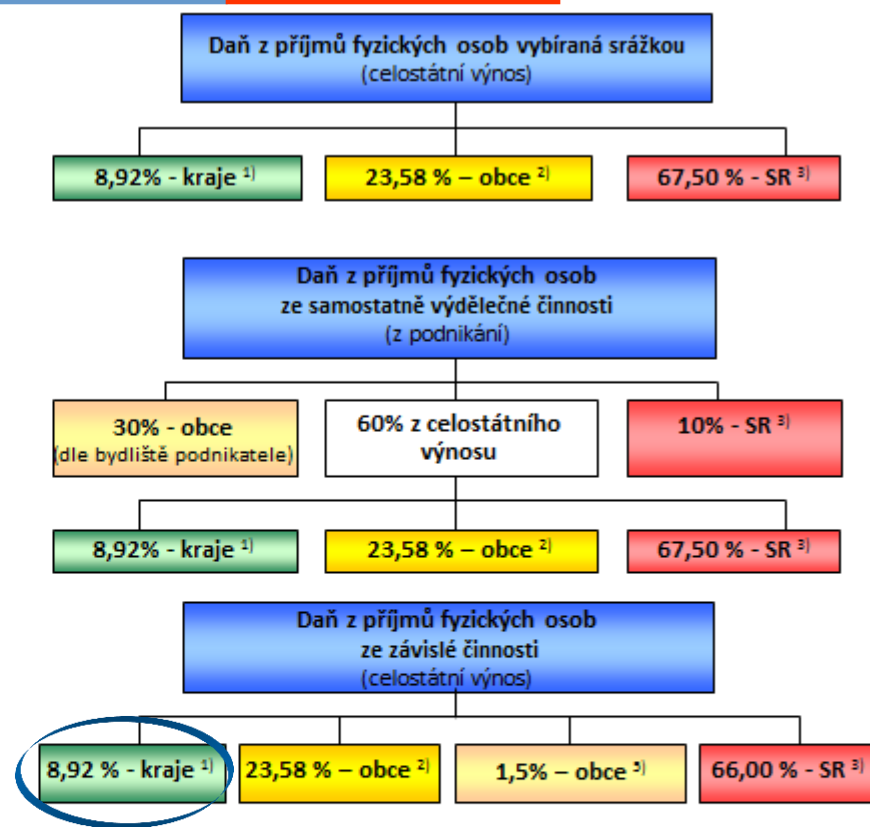 Daň z příjmů fyzických osob vybíraná srážkou
(celostátní výnos)
8,92% - kraje ¹⁾
23,58 % – obce ²⁾
67,50 % - SR ³⁾
Daň z příjmů fyzických osob
ze samostatně výdělečné činnosti
(z podnikání)
30% - obce
(dle bydliště podnikatele)
60% z celostátního
výnosu
10% - SR ³⁾
8,92% - kraje ¹⁾
23,58 % – obce ²⁾
67,50 % - SR ³⁾
Daň z příjmů fyzických osob
ze závislé činnosti
(celostátní výnos)
8,92 % - kraje ¹⁾
23,58 % – obce ²⁾
1,5% – obce ⁵⁾
66,00 % - SR ³⁾